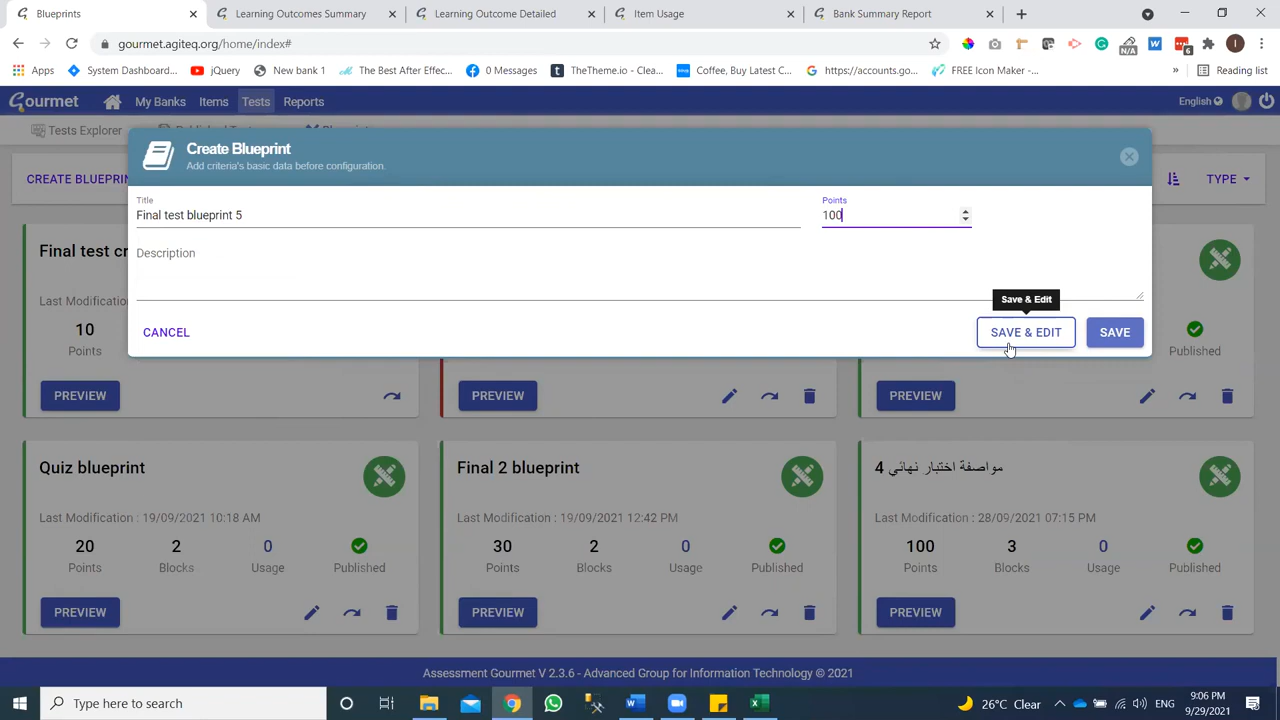 Blueprints
Learning Outcomes Summary
Learning Outcome Detailed
Item Usage
Bank Summary Report
gourmet.agiteq.org/home/index#
N/A
6
I
Apps
System Dashboard...
jQuery
New bank 1
The Best After Effec...
0 Messages
TheTheme.io - Clea...
Coffee, Buy Latest C...
https://accounts.go...
FREE Icon Maker -...
»
Reading list
Gourmet
My Banks
Items
Tests
Reports
English
Tests Explorer
CREATE BLUEPRIN
TYPE
Create Blueprint
Add criteria's basic data before configuration.
Title
Final test blueprint 5
Points
100
Description
Save & Edit
CANCEL
SAVE & EDIT
SAVE
Final test cr
Last Modification
10
Points
Published
PREVIEW
PREVIEW
PREVIEW
Quiz blueprint
Last Modification : 19/09/2021 10:18 AM
20
2
0
Points
Blocks
Usage
Published
PREVIEW
Final 2 blueprint
Last Modification : 19/09/2021 12:42 PM
30
2
0
Points
Blocks
Usage
Published
PREVIEW
مواصفة اختبار نهائي 4
Last Modification : 28/09/2021 07:15 PM
100
3
0
Points
Blocks
Usage
Published
PREVIEW
Assessment Gourmet V 2.3.6 - Advanced Group for Information Technology © 2021
Type here to search
26°C Clear
ENG
9:06 PM
9/29/2021